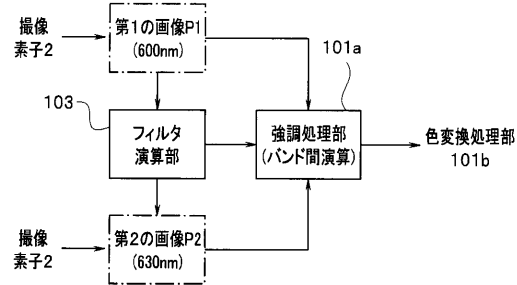 撮像
素子2
第1の画像P1
(600nm)
101a
103
フィルタ
演算部
強調処理部
(バンド間演算)
色変換処理部
101b
撮像
素子2
第2の画像P2
(630nm)